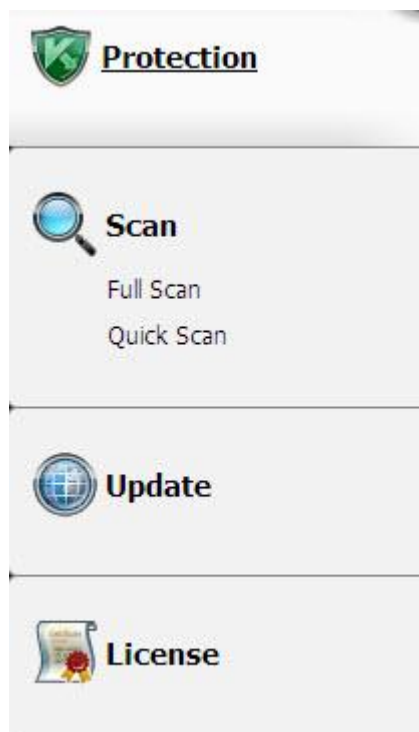 Protection
Scan
Full Scan
Quick Scan
Update
License